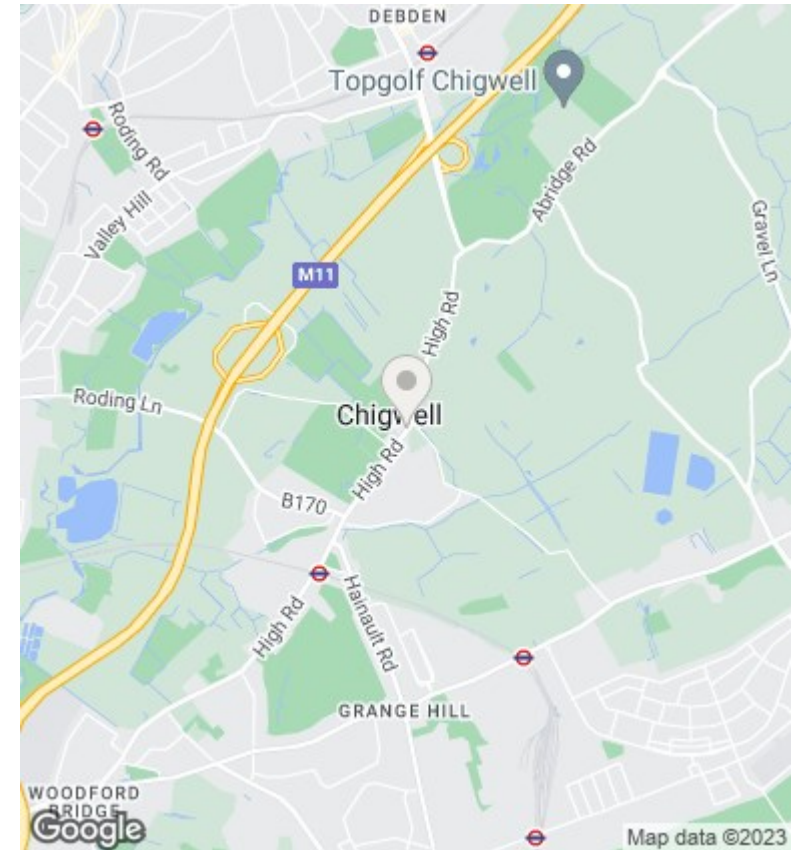 DEBDEN
Topgolf Chigwell
Roding Rd
Abridge Rd
Valley Hill
Gravel Ln
M11
High Rd
Chigwell
Roding Ln
High Rd
B170
Hainault Rd
High Rd
GRANGE HILL
WOODFORD
BRIDGE
Google
Map data ©2023